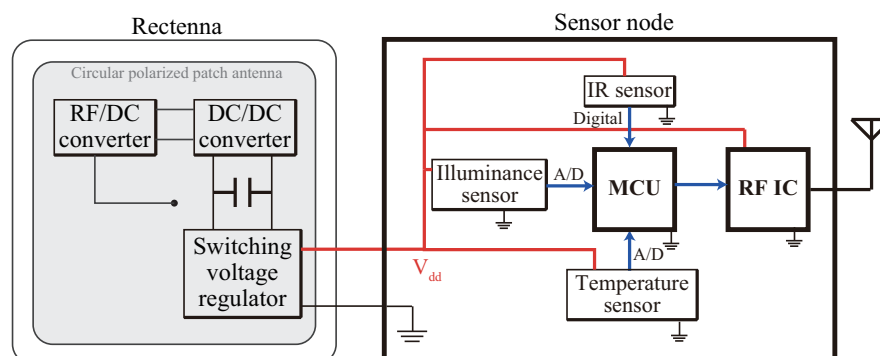 Rectenna
Sensor node
Circular polarized patch antenna
RF/DC
converter
DC/DC
converter
Switching
voltage
regulator
V_dd
IR sensor
Digital
Illuminance
sensor
A/D
MCU
RF IC
A/D
Temperature
sensor